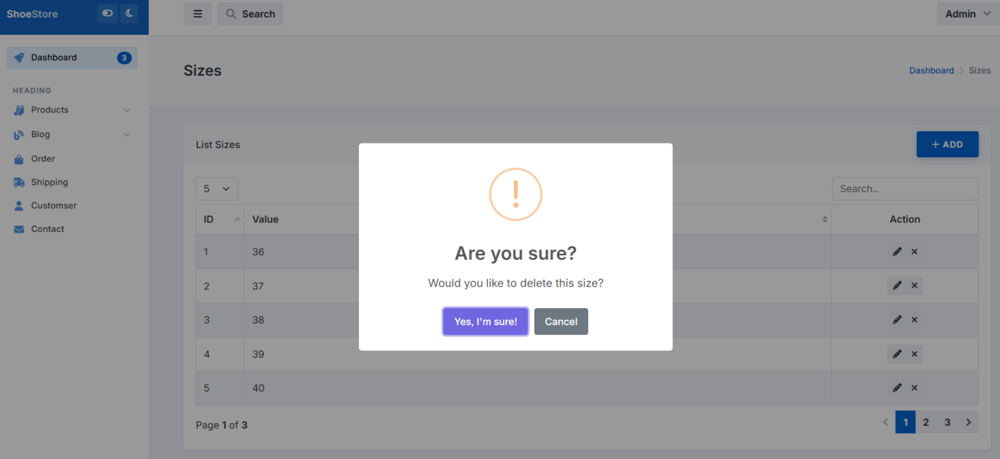 ShoeStore
Search
Admin
Dashboard 3
HEADING
Products
Blog
Order
Shipping
Customser
Contact
Sizes
Dashboard > Sizes
List Sizes
+ ADD
5
Search..
ID Value Action
1 36
2 37
3 38
4 39
5 40
!
Are you sure?
Would you like to delete this size?
Yes, I'm sure! Cancel
Page 1 of 3
1 2 3